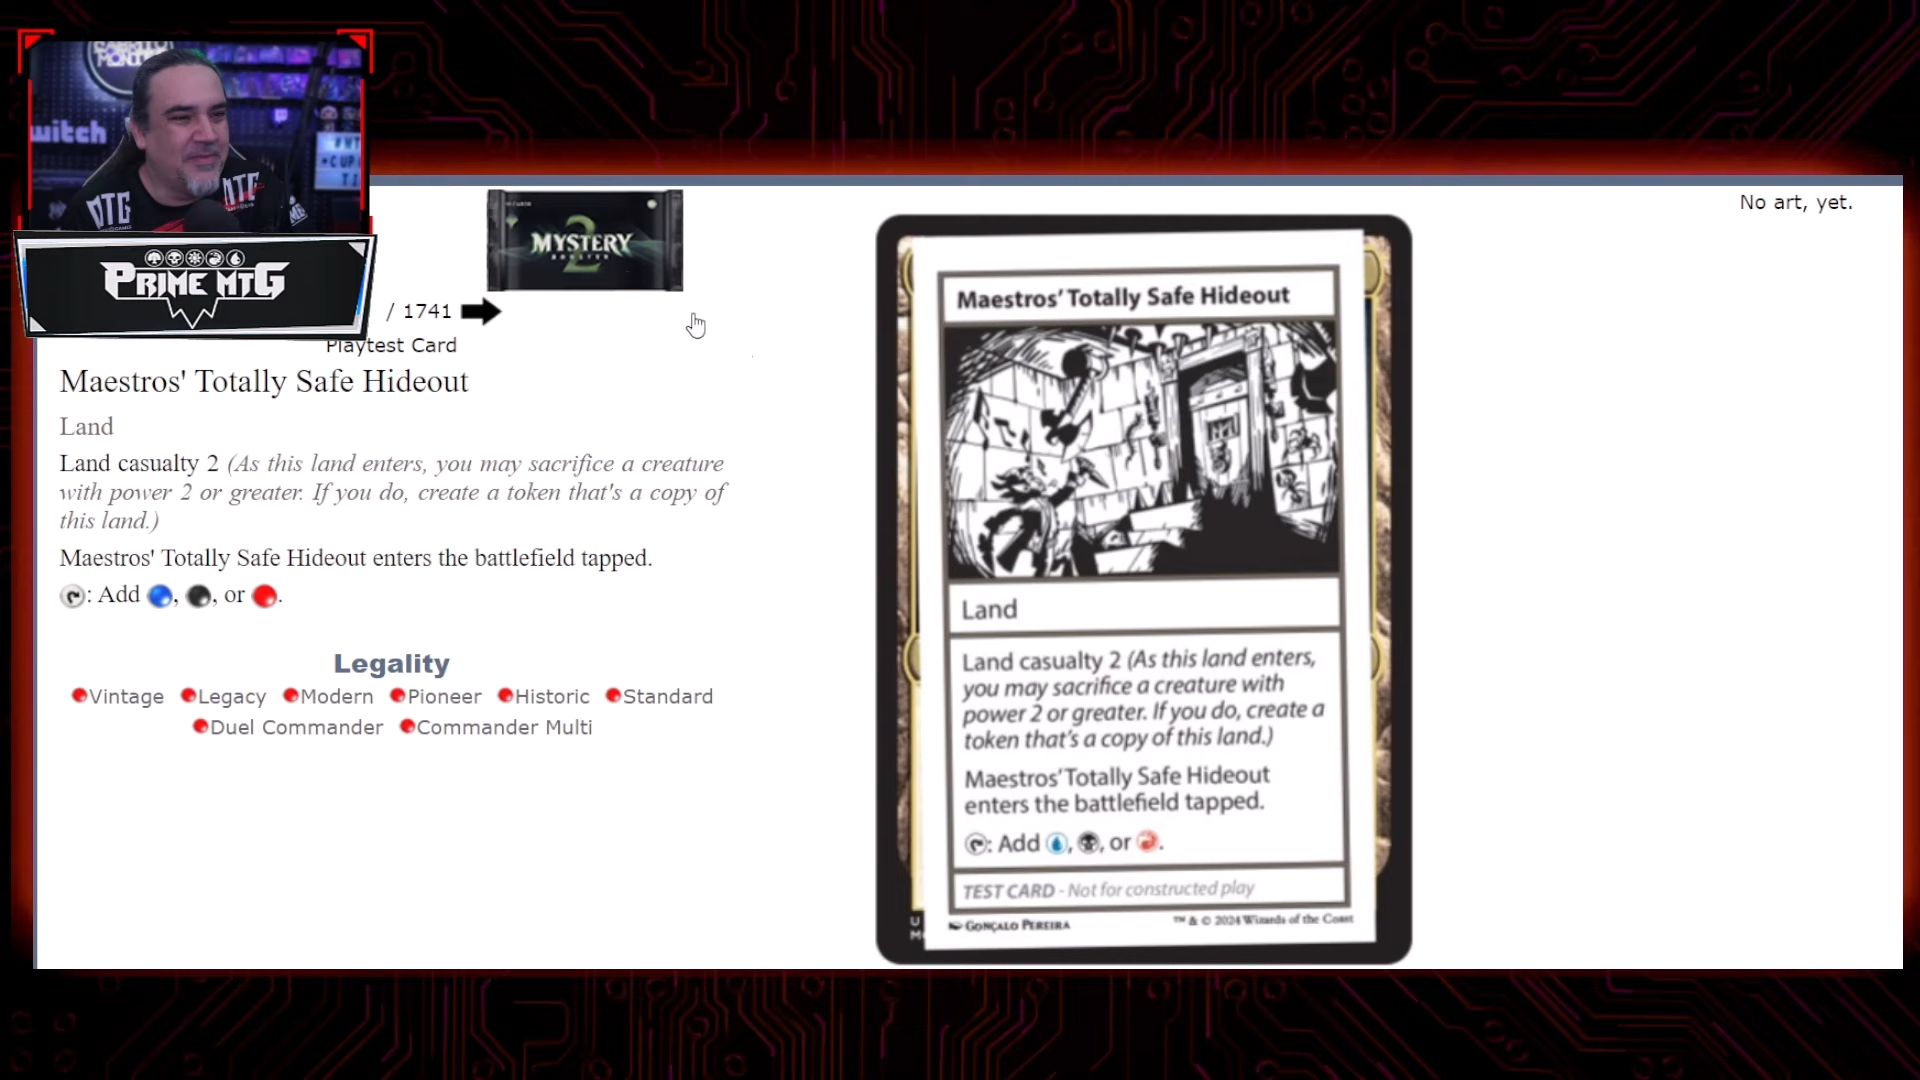 CABRITO
MONT
witch
MTG
MTG
PRIME MTG
MYSTERY
2
BOOSTER
/ 1741
Playtest Card
Maestros' Totally Safe Hideout
Land
Land casualty 2 (As this land enters, you may sacrifice a creature
with power 2 or greater. If you do, create a token that's a copy of
this land.)
Maestros' Totally Safe Hideout enters the battlefield tapped.
: Add , , or .
Legality
Vintage Legacy Modern Pioneer Historic Standard
Duel Commander Commander Multi
No art, yet.
Maestros' Totally Safe Hideout
Land
Land casualty 2 (As this land enters,
you may sacrifice a creature with
power 2 or greater. If you do, create a
token that's a copy of this land.)
Maestros' Totally Safe Hideout
enters the battlefield tapped.
: Add , , or .
TEST CARD - Not for constructed play
GONÇALO PEREIRA
™ & © 2024 Wizards of the Coast